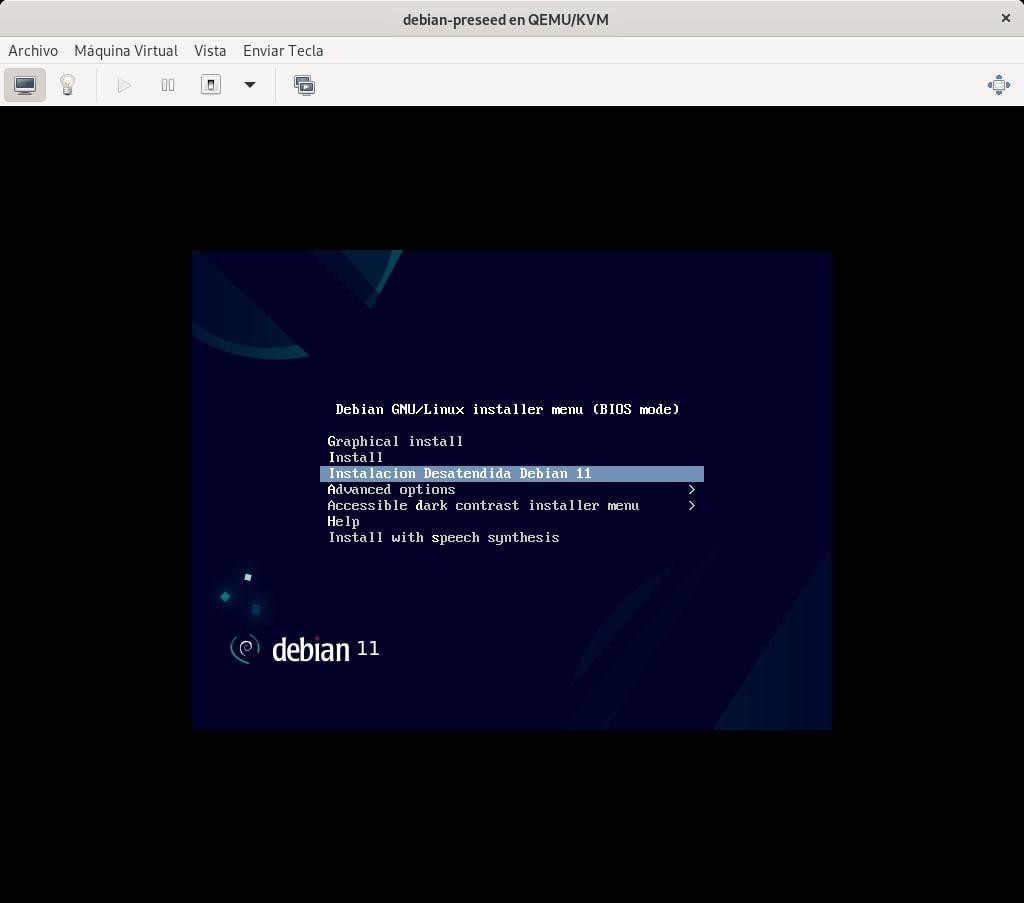 debian-preseed en QEMU/KVM
Archivo Máquina Virtual Vista Enviar Tecla
Debian GNU/Linux installer menu (BIOS mode)
Graphical install
Install
Instalacion Desatendida Debian 11
Advanced options >
Accessible dark contrast installer menu >
Help
Install with speech synthesis
debian 11